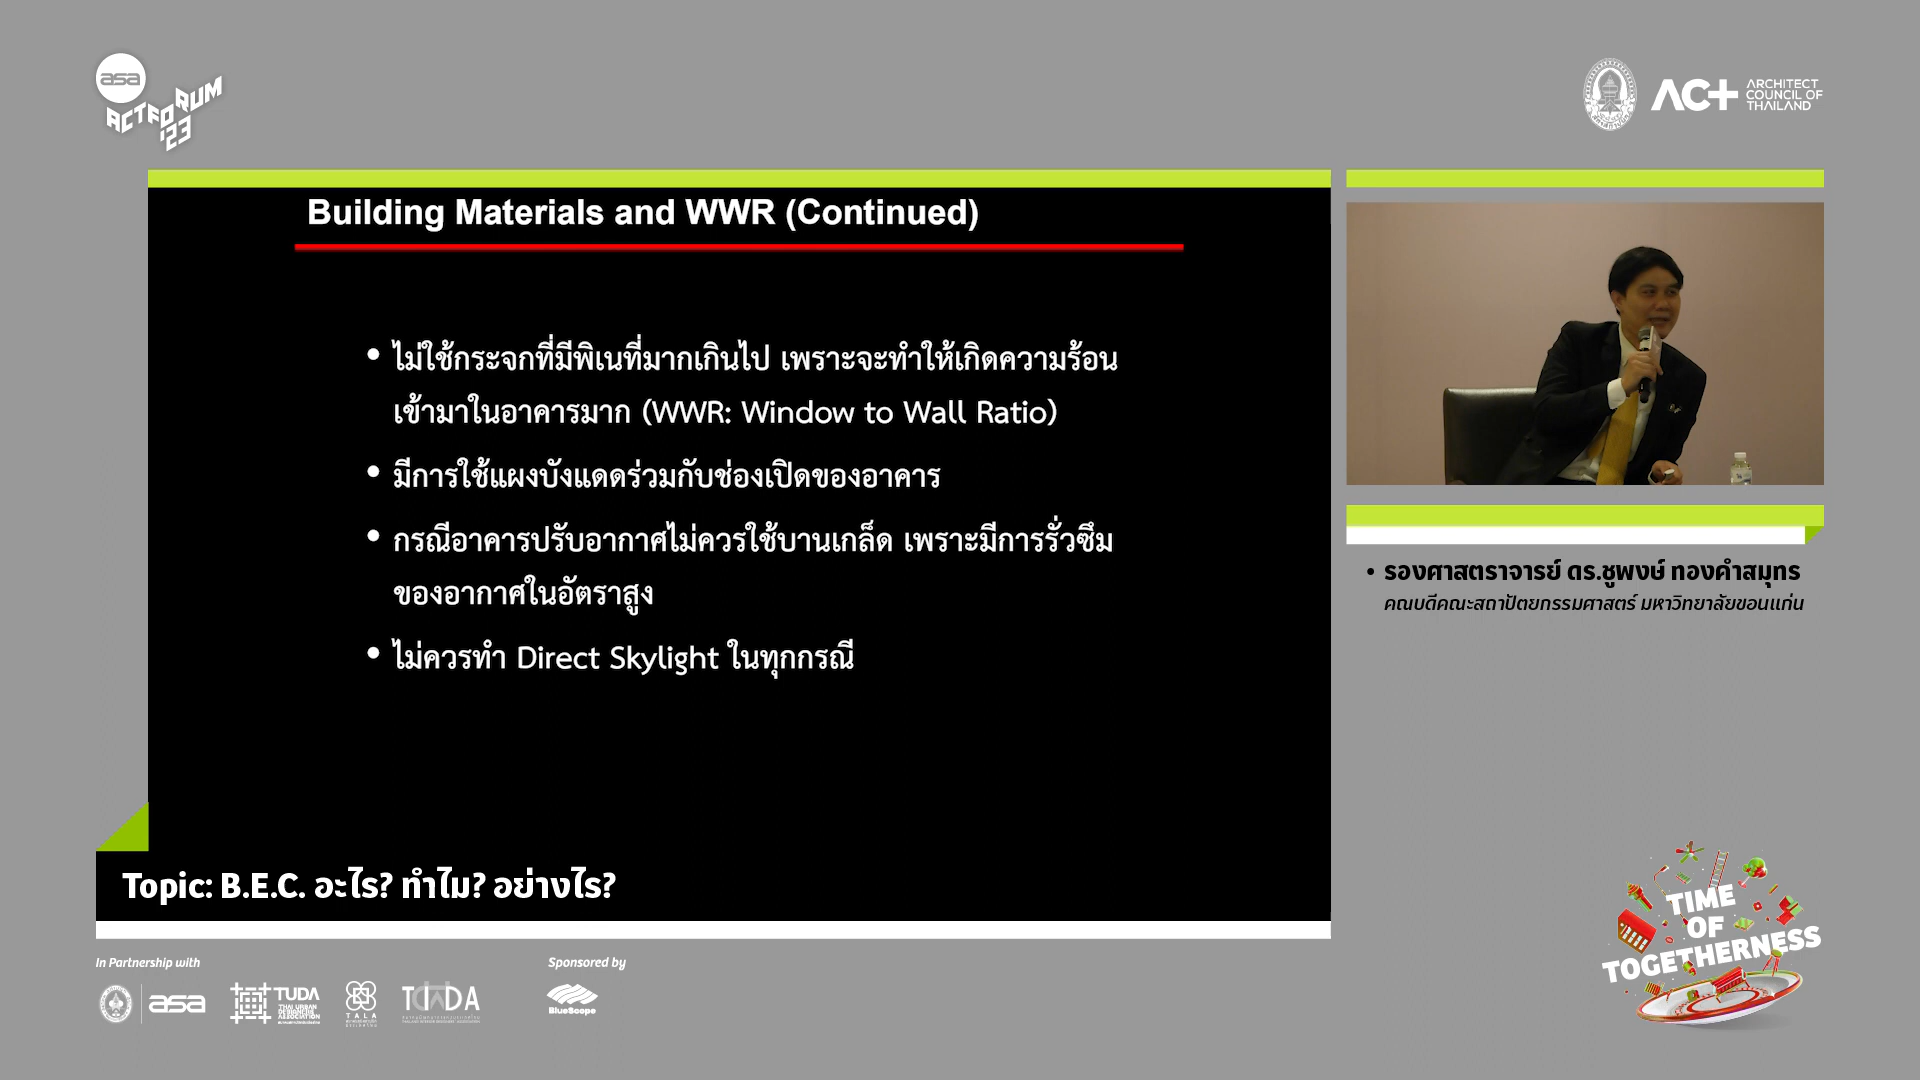 asa
ACTFORUM
'23
ACT
ARCHITECT
COUNCIL OF
THAILAND
Building Materials and WWR (Continued)
• ไม่ใช้กระจกที่มีพิเนที่มากเกินไป เพราะจะทำให้เกิดความร้อน
เข้ามาในอาคารมาก (WWR: Window to Wall Ratio)
• มีการใช้แผงบังแดดร่วมกับช่องเปิดของอาคาร
• กรณีอาคารปรับอากาศไม่ควรใช้บานเกล็ด เพราะมีการรั่วซึม
ของอากาศในอัตราสูง
• ไม่ควรทำ Direct Skylight ในทุกกรณี
• รองศาสตราจารย์ ดร.ชูพงษ์ ทองคำสมุทร
คณบดีคณะสถาปัตยกรรมศาสตร์ มหาวิทยาลัยขอนแก่น
Topic: B.E.C. อะไร? ทำไม? อย่างไร?
In Partnership with
asa
TUDA
THAI URBAN
DESIGNERS
ASSOCIATION
TALA
TIDA
Sponsored by
BlueScope
TIME
OF
TOGETHERNESS